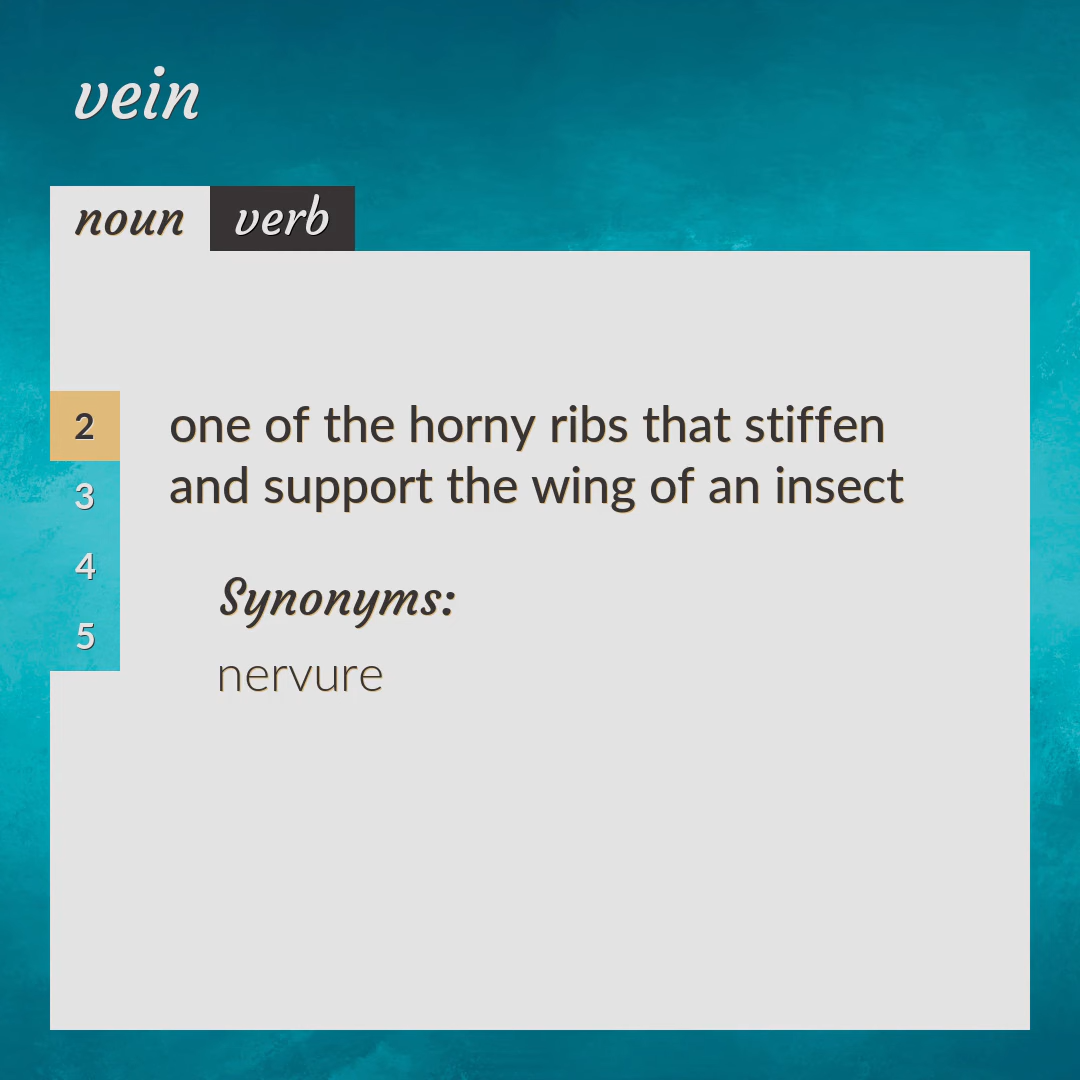 vein
noun verb
2
one of the horny ribs that stiffen
and support the wing of an insect
3
4
5
Synonyms:
nervure